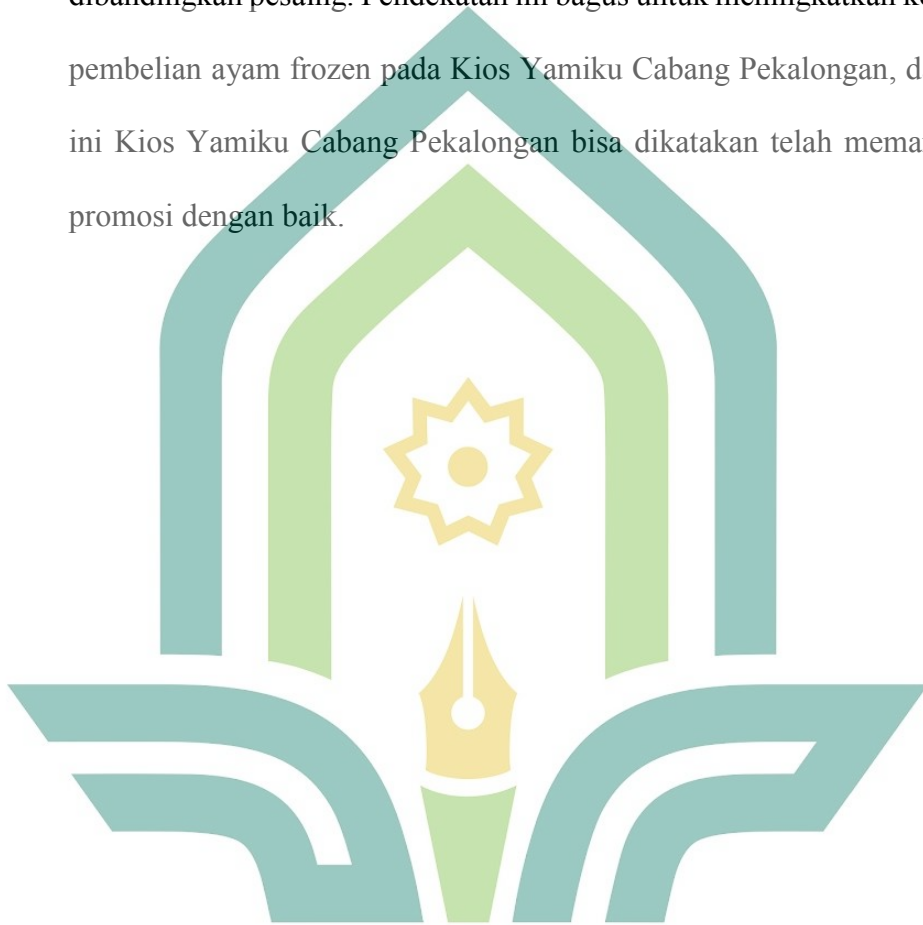 dibandingkan pesaing. Pendekatan ini bagus untuk meningkatkan
pembelian ayam frozen pada Kios Yamiku Cabang Pekalongan,
ini Kios Yamiku Cabang Pekalongan bisa dikatakan telah
promosi dengan baik.